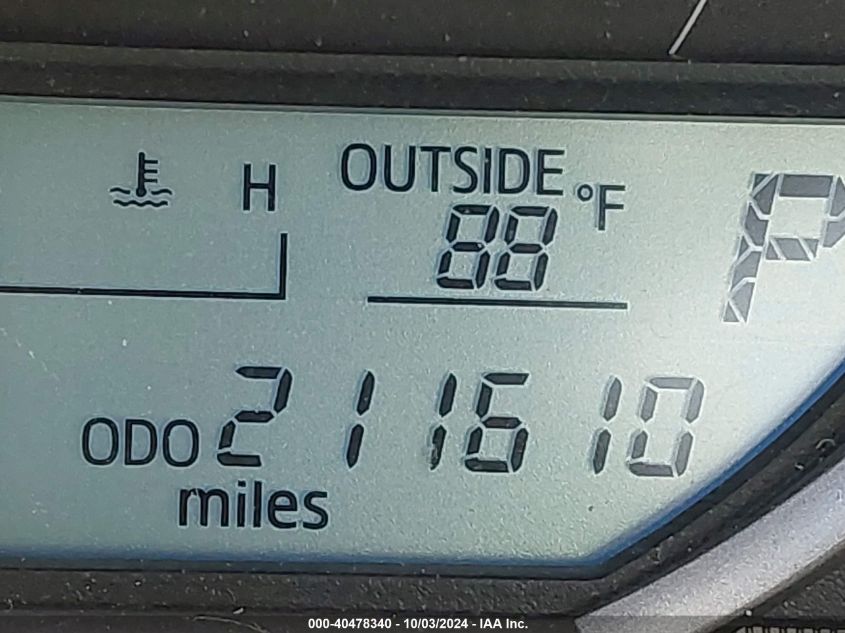 H
OUTSIDE
88 °F
P
ODO 211610
miles
000-40478340 - 10/03/2024 - IAA Inc.